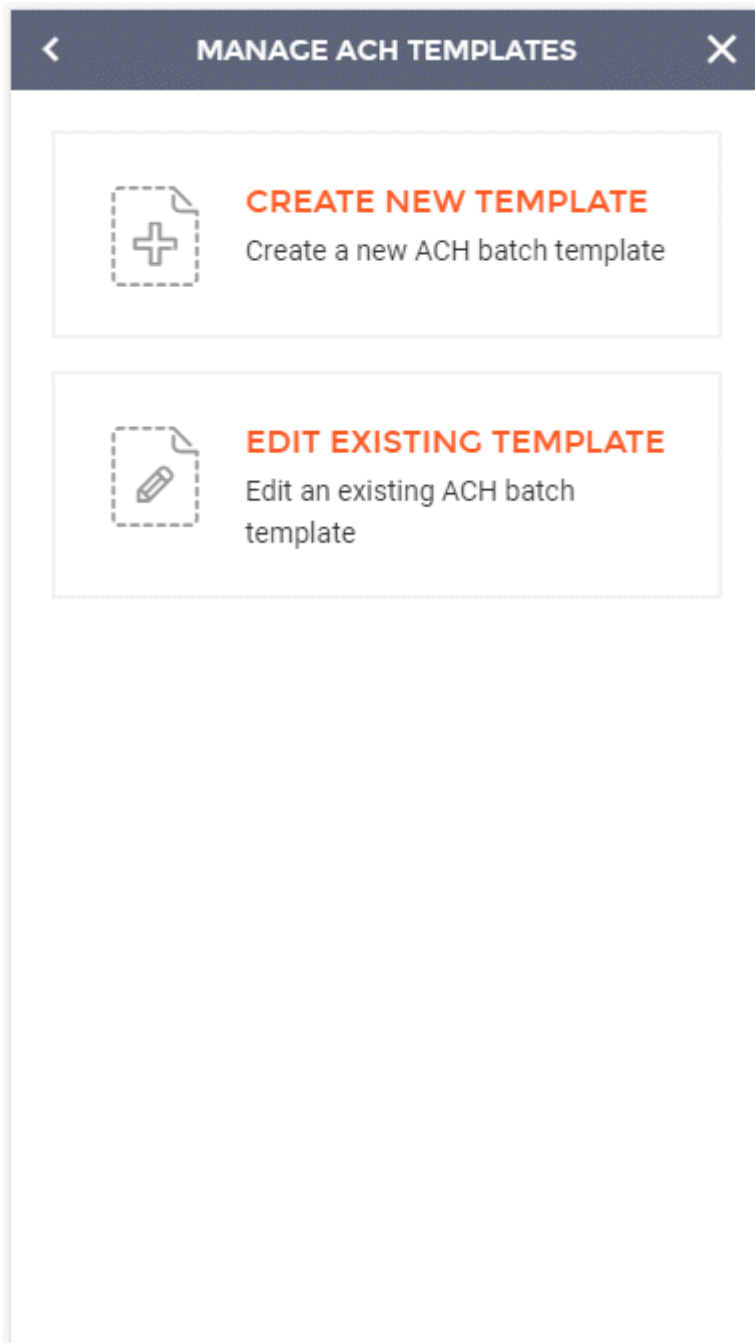 MANAGE ACH TEMPLATES
CREATE NEW TEMPLATE
Create a new ACH batch template
EDIT EXISTING TEMPLATE
Edit an existing ACH batch
template